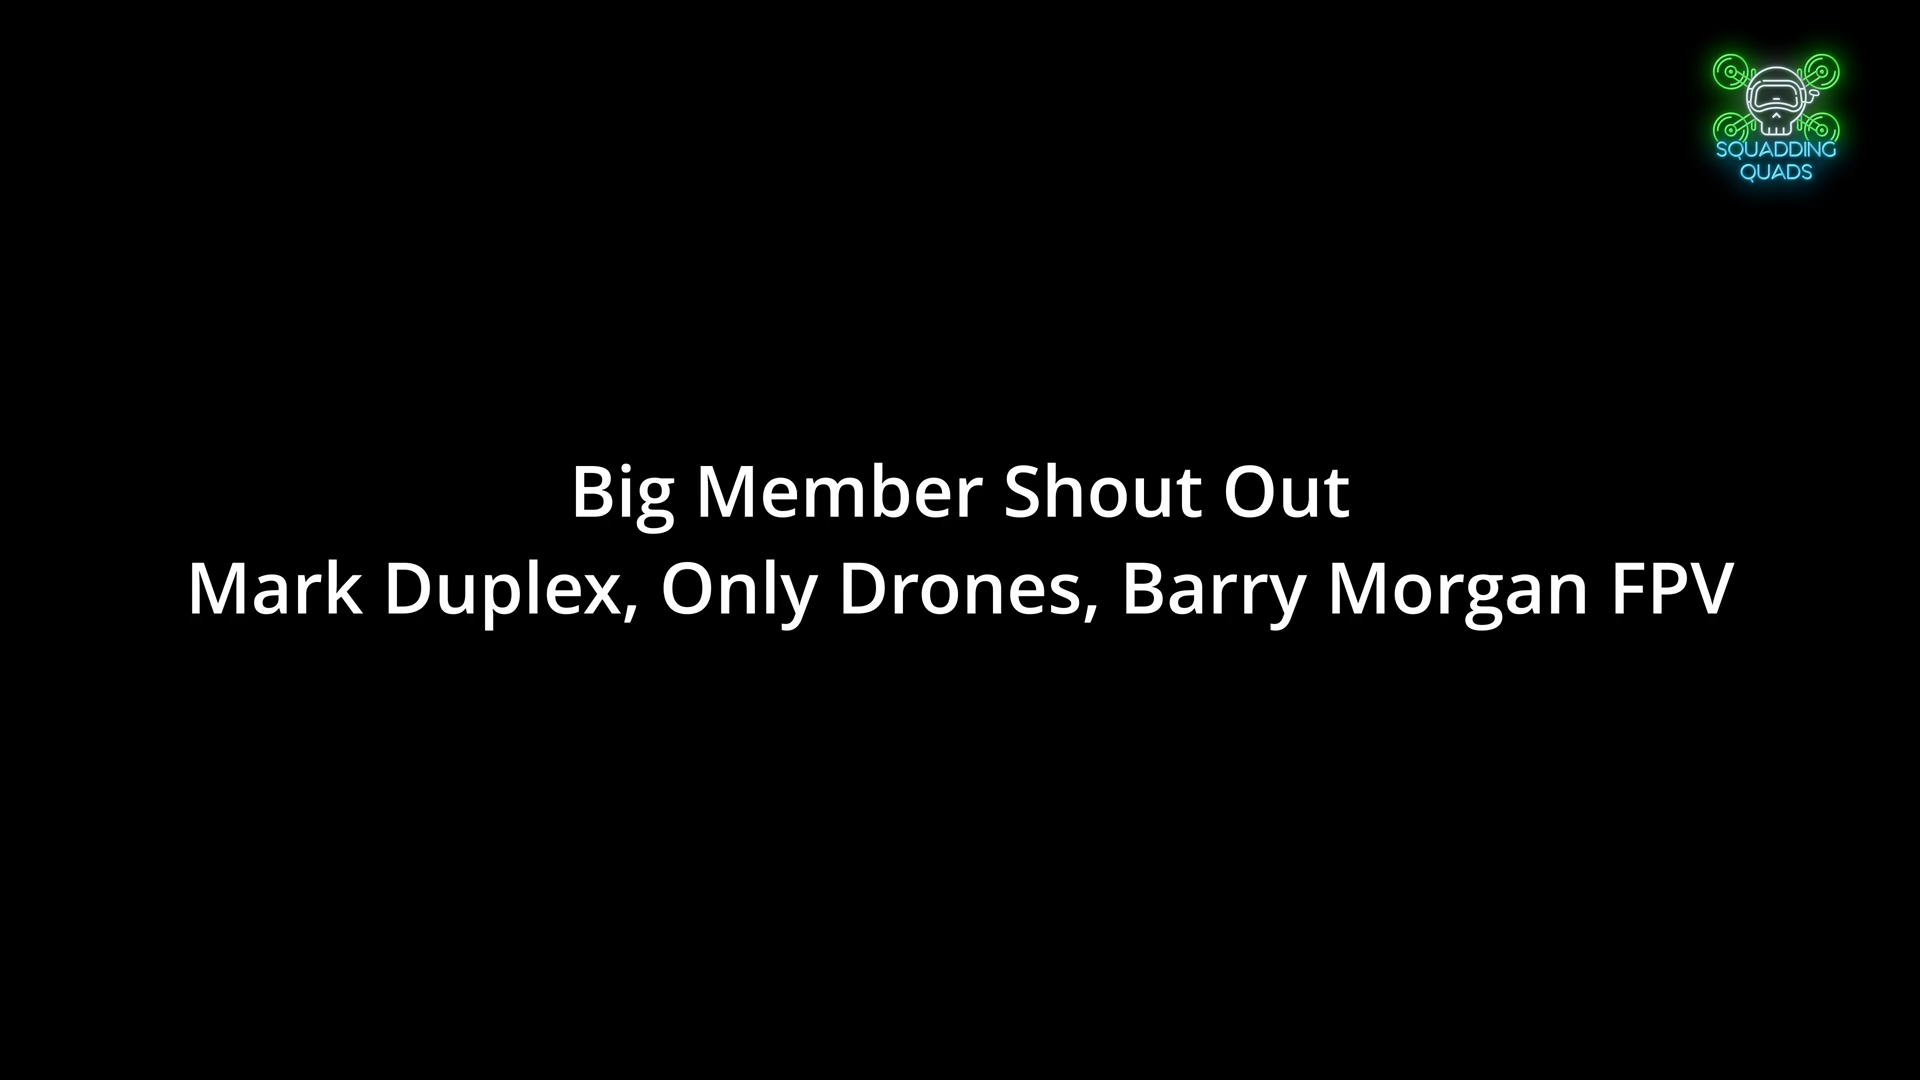 SQUADDING
QUADS
Big Member Shout Out
Mark Duplex, Only Drones, Barry Morgan FPV